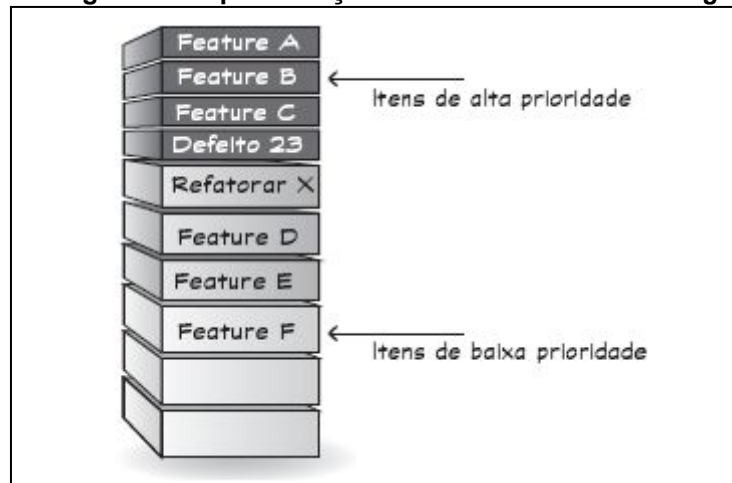 Feature A
Feature B
Itens de alta prioridade
Feature C
Defeito 23
Refatorar X
Feature D
Feature E
Feature F
Itens de baixa prioridade